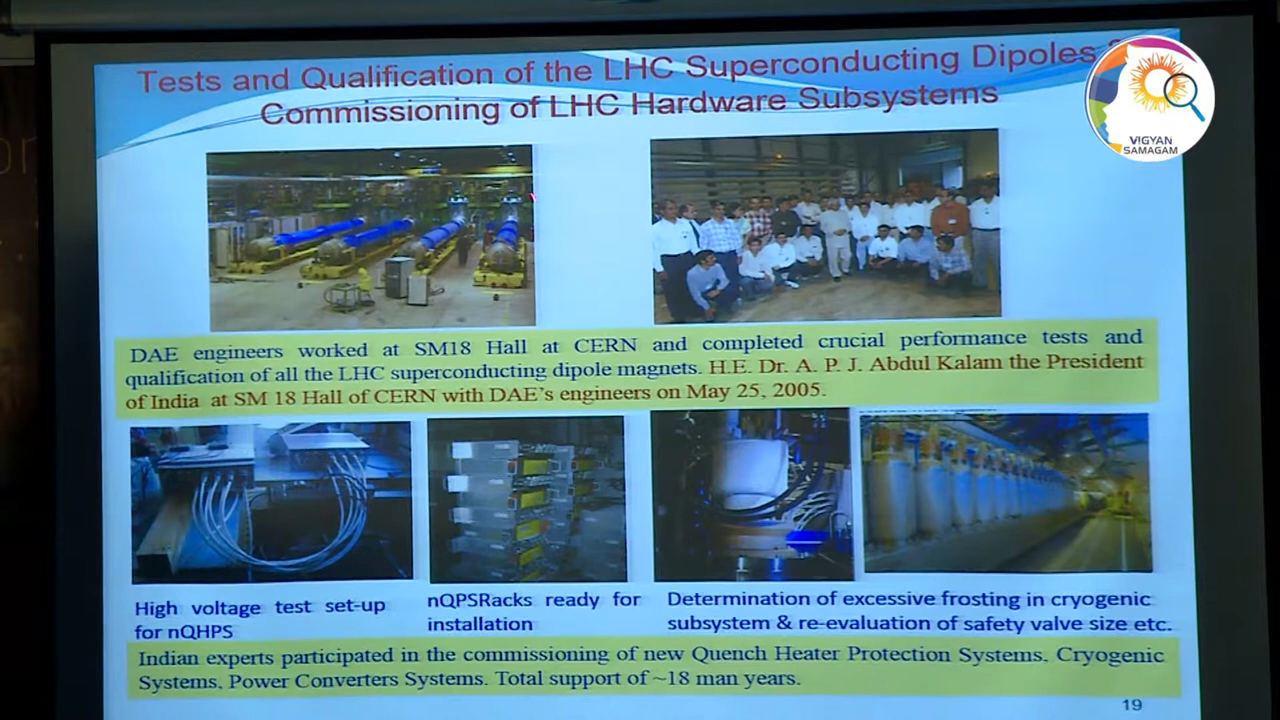 Tests and Qualification of the LHC Superconducting Dipoles
Commissioning of LHC Hardware Subsystems
VIGYAN
SAMAGAM
DAE engineers worked at SM18 Hall at CERN and completed crucial performance tests and
qualification of all the LHC superconducting dipole magnets. H.E. Dr. A. P. J. Abdul Kalam the President
of India at SM 18 Hall of CERN with DAE's engineers on May 25, 2005.
High voltage test set-up
for nQHPS
nQPSRacks ready for
installation
Determination of excessive frosting in cryogenic
subsystem & re-evaluation of safety valve size etc.
Indian experts participated in the commissioning of new Quench Heater Protection Systems, Cryogenic
Systems, Power Converters Systems. Total support of ~18 man years.
19